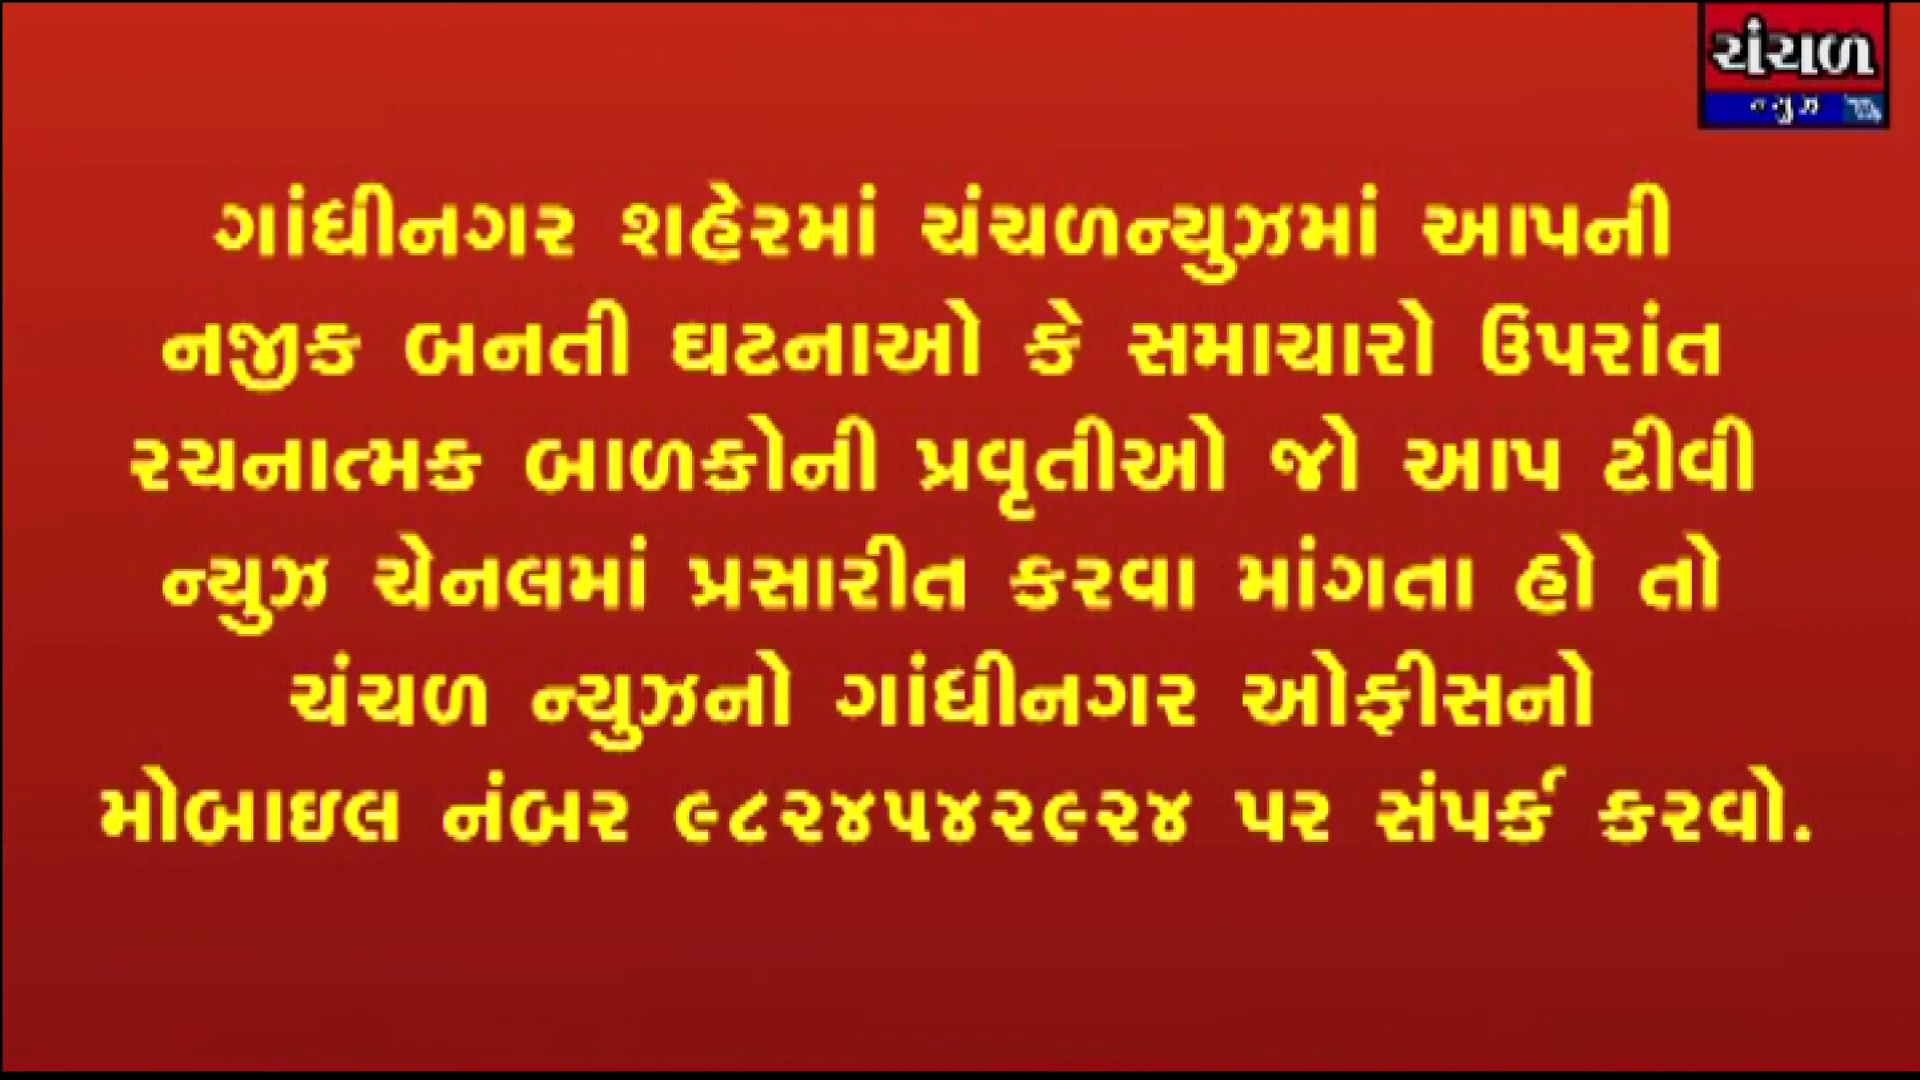 ચંચળ
ન્યુઝ
ગાંધીનગર શહેરમાં ચંચળન્યુઝમાં આપની
નજીક બનતી ઘટનાઓ કે સમાચારો ઉપરાંત
રચનાત્મક બાળકોની પ્રવૃતીઓ જો આપ ટીવી
ન્યુઝ ચેનલમાં પ્રસારીત કરવા માંગતા હો તો
ચંચળ ન્યુઝનો ગાંધીનગર ઓફીસનો
મોબાઇલ નંબર ૯૮૨૪૫૪૨૯૨૪ પર સંપર્ક કરવો.